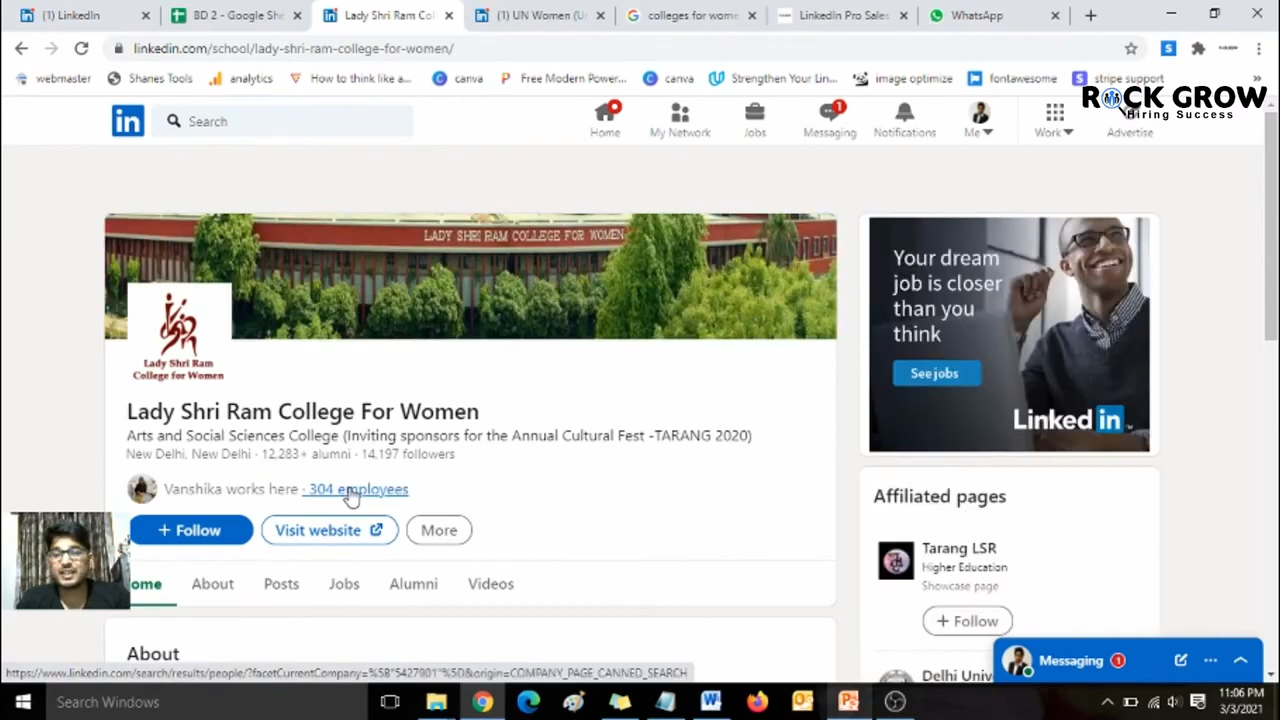 (1) LinkedIn
BD 2 - Google She
Lady Shri Ram Col
(1) UN Women (U
colleges for wome
LinkedIn Pro Sales
WhatsApp
linkedin.com/school/lady-shri-ram-college-for-women/
webmaster
Shanes Tools
analytics
How to think like a...
canva
Free Modern Power...
canva
Strengthen Your Lin...
image optimize
fontawesome
stripe support
ROCK GROW
Hiring Success
in
Search
Home
My Network
Jobs
1
Messaging
Notifications
Me
Work
Advertise
LADY SHRI RAM COLLEGE FOR WOMEN
Lady Shri Ram
College for Women
Lady Shri Ram College For Women
Arts and Social Sciences College (Inviting sponsors for the Annual Cultural Fest -TARANG 2020)
New Delhi, New Delhi · 12,283+ alumni · 14,197 followers
Vanshika works here · 304 employees
+ Follow
Visit website
More
ome
About
Posts
Jobs
Alumni
Videos
About
Your dream
job is closer
than you
think
See jobs
Linked in
Affiliated pages
Tarang LSR
Higher Education
Showcase page
+ Follow
Delhi Univ
Messaging 1
https://www.linkedin.com/search/results/people/?facetCurrentCompany=%5B"5427901"%5D&origin=COMPANY_PAGE_CANNED_SEARCH
Search Windows
11:06 PM
3/3/2021